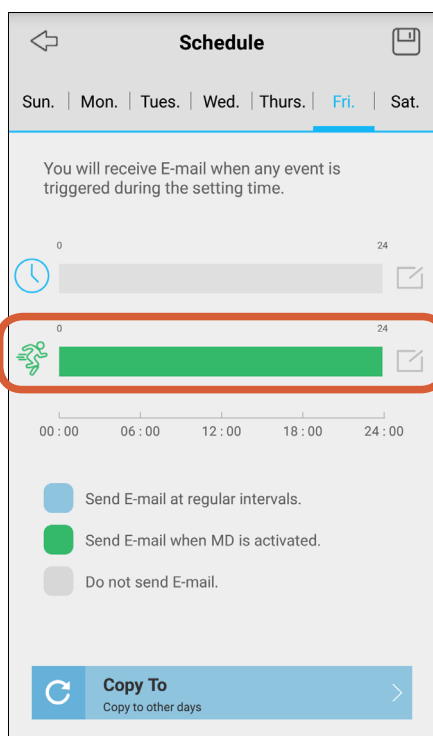 Schedule
Sun. Mon. Tues. Wed. Thurs. Fri. Sat.
You will receive E-mail when any event is
triggered during the setting time.
0 24
0 24
00 : 00 06 : 00 12 : 00 18 : 00 24 : 00
Send E-mail at regular intervals.
Send E-mail when MD is activated.
Do not send E-mail.
Copy To
Copy to other days